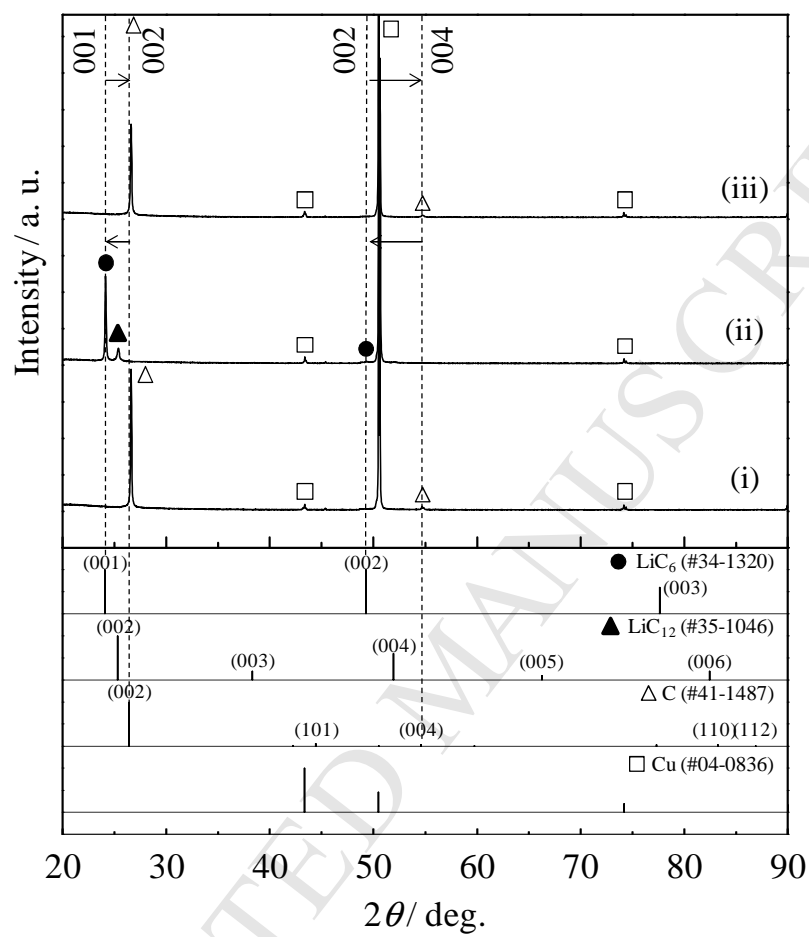 001
002
002
004
(iii)
(ii)
(i)
Intensity / a. u.
(001)
(002)
(003)
LiC₆ (#34-1320)
(002)
(003)
(004)
(005)
(006)
LiC₁₂ (#35-1046)
(002)
(101)
(004)
(110)
(112)
C (#41-1487)
Cu (#04-0836)
20 30 40 50 60 70 80 90
2θ / deg.
TED MANUSCR